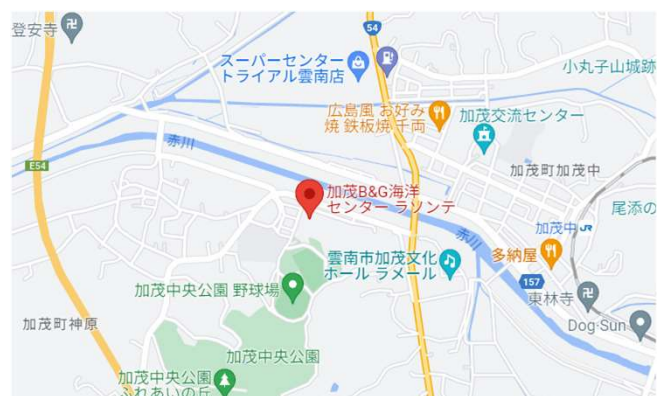 登安寺
54
スーパーセンター
トライアル雲南店
小丸子山城跡
広島風 お好み
焼 鉄板焼 千両
加茂交流センター
赤川
E54
加茂町加茂中
加茂B&G海洋
センター ラソンテ
尾添の
加茂中
JR
赤川
雲南市加茂文化
ホール ラメール
多納屋
157
加茂中央公園 野球場
東林寺
加茂町神原
Dog·Sun
加茂中央公園
加茂中央公園
ふれあいの丘